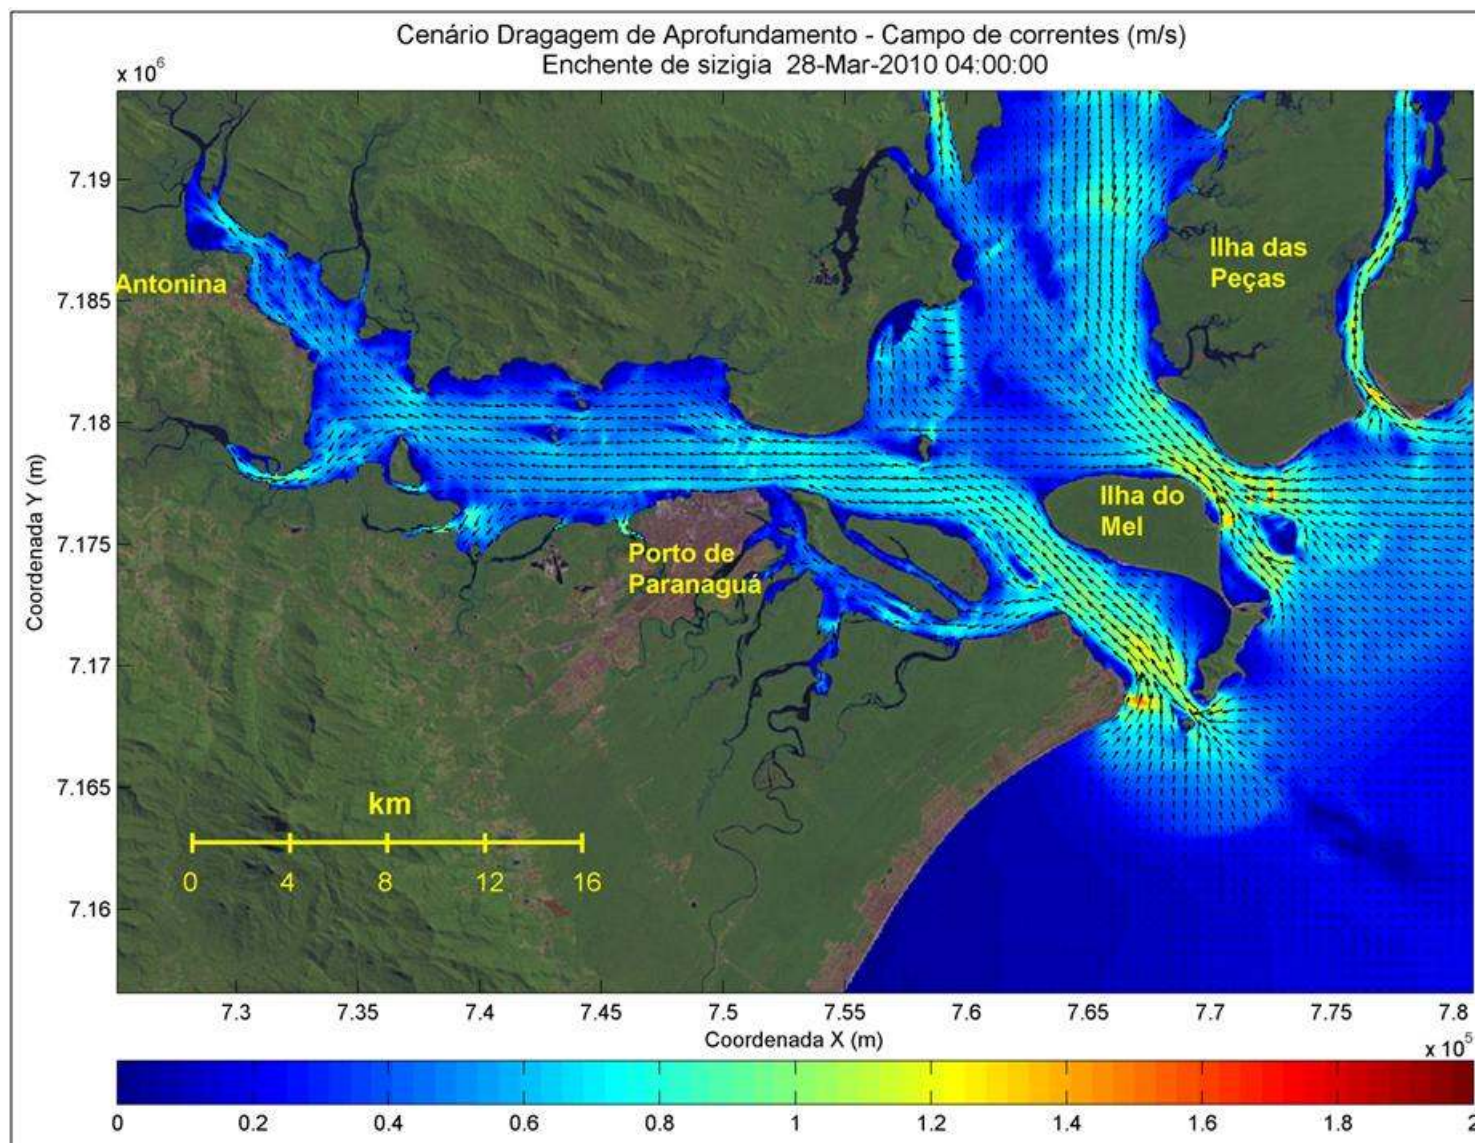 Cenário Dragagem de Aprofundamento - Campo de correntes (m/s)
Enchente de sizigia 28-Mar-2010 04:00:00
x 10⁶
7.19
7.185
7.18
7.175
7.17
7.165
7.16
Coordenada Y (m)
Antonina
Ilha das
Peças
Ilha do
Mel
Porto de
Paranaguá
km
0 4 8 12 16
7.3 7.35 7.4 7.45 7.5 7.55 7.6 7.65 7.7 7.75 7.8
Coordenada X (m)
x 10⁵
0 0.2 0.4 0.6 0.8 1 1.2 1.4 1.6 1.8 2